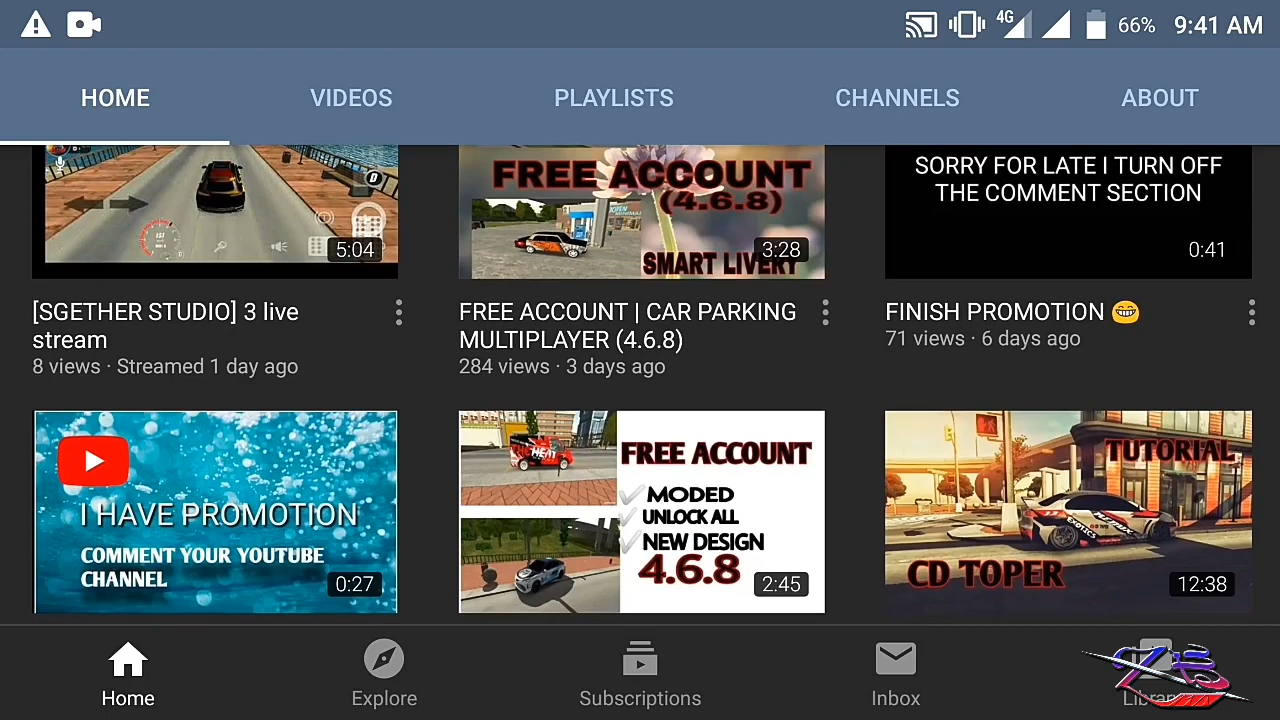 4G 66% 9:41 AM
HOME VIDEOS PLAYLISTS CHANNELS ABOUT
5:04
FREE ACCOUNT
(4.6.8)
SMART LIVERY
3:28
SORRY FOR LATE I TURN OFF
THE COMMENT SECTION
0:41
[SGETHER STUDIO] 3 live
stream
8 views · Streamed 1 day ago
FREE ACCOUNT | CAR PARKING
MULTIPLAYER (4.6.8)
284 views · 3 days ago
FINISH PROMOTION 😁
71 views · 6 days ago
I HAVE PROMOTION
COMMENT YOUR YOUTUBE
CHANNEL
0:27
FREE ACCOUNT
MODED
UNLOCK ALL
NEW DESIGN
4.6.8
2:45
TUTORIAL
EXOTICS
CD TOPER
12:38
Home Explore Subscriptions Inbox